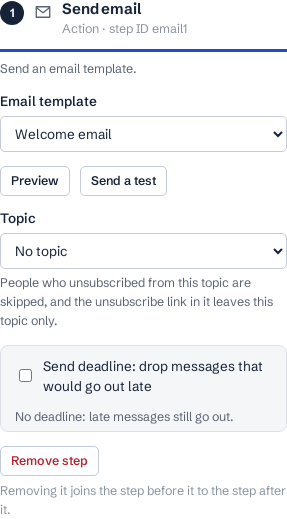 1
Send email
Action · step ID email1
Send an email template.
Email template
Welcome email
Preview
Send a test
Topic
No topic
People who unsubscribed from this topic are
skipped, and the unsubscribe link in it leaves this
topic only.
Send deadline: drop messages that
would go out late
No deadline: late messages still go out.
Remove step
Removing it joins the step before it to the step after
it.